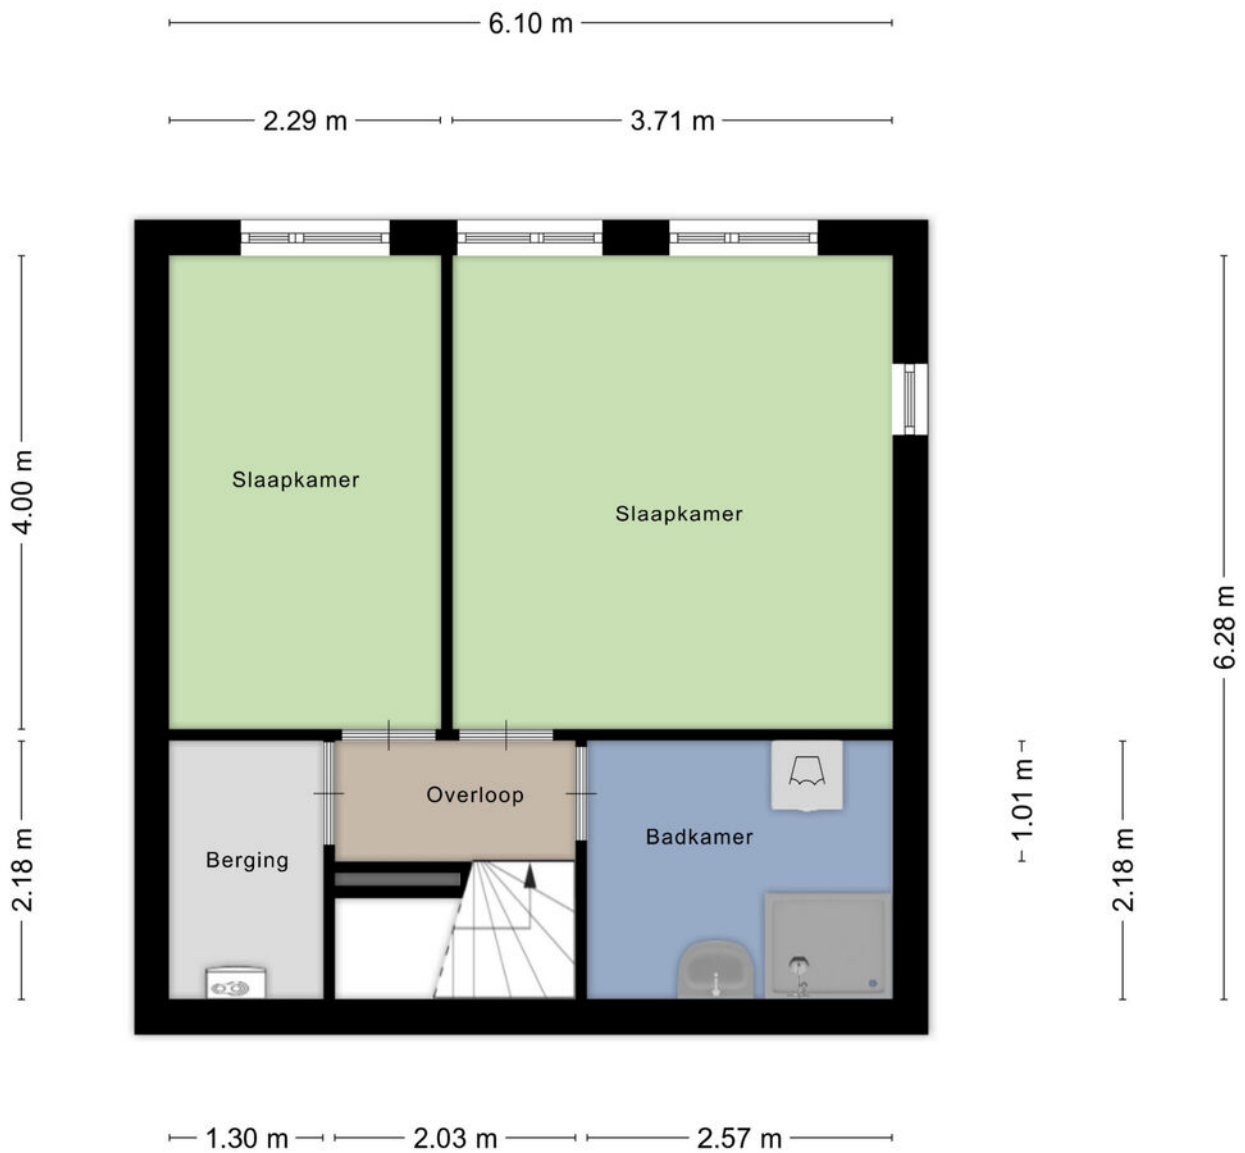 6.10 m
2.29 m
3.71 m
4.00 m
Slaapkamer
Slaapkamer
6.28 m
Overloop
1.01 m
Badkamer
Berging
2.18 m
2.18 m
1.30 m
2.03 m
2.57 m